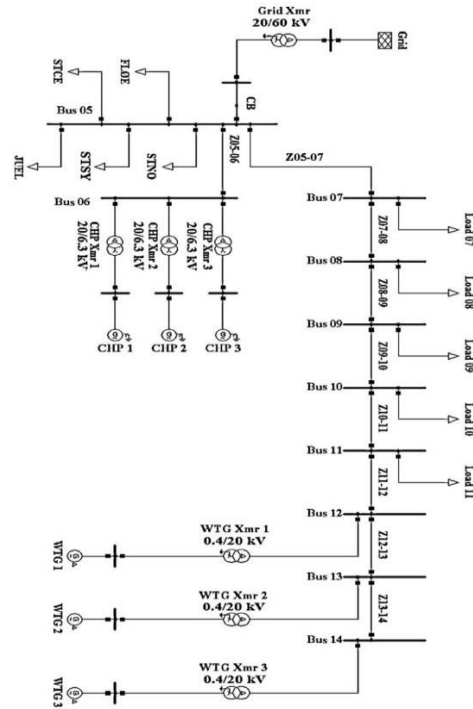 Grid Xmr
20/60 kV
Grid
CB
STCE
FLØE
Bus 05
JUEL
STSY
STNO
Z05-06
Z05-07
Bus 06
CHP Xmr 1
20/6.3 kV
CHP Xmr 2
20/6.3 kV
CHP Xmr 3
20/6.3 kV
CHP 1
CHP 2
CHP 3
Bus 07
Z07-08
Load 07
Bus 08
Z08-09
Load 08
Bus 09
Z09-10
Load 09
Bus 10
Z10-11
Load 10
Bus 11
Z11-12
Load 11
Bus 12
Z12-13
WTG Xmr 1
0.4/20 kV
WTG 1
Bus 13
Z13-14
WTG Xmr 2
0.4/20 kV
WTG 2
Bus 14
WTG Xmr 3
0.4/20 kV
WTG 3